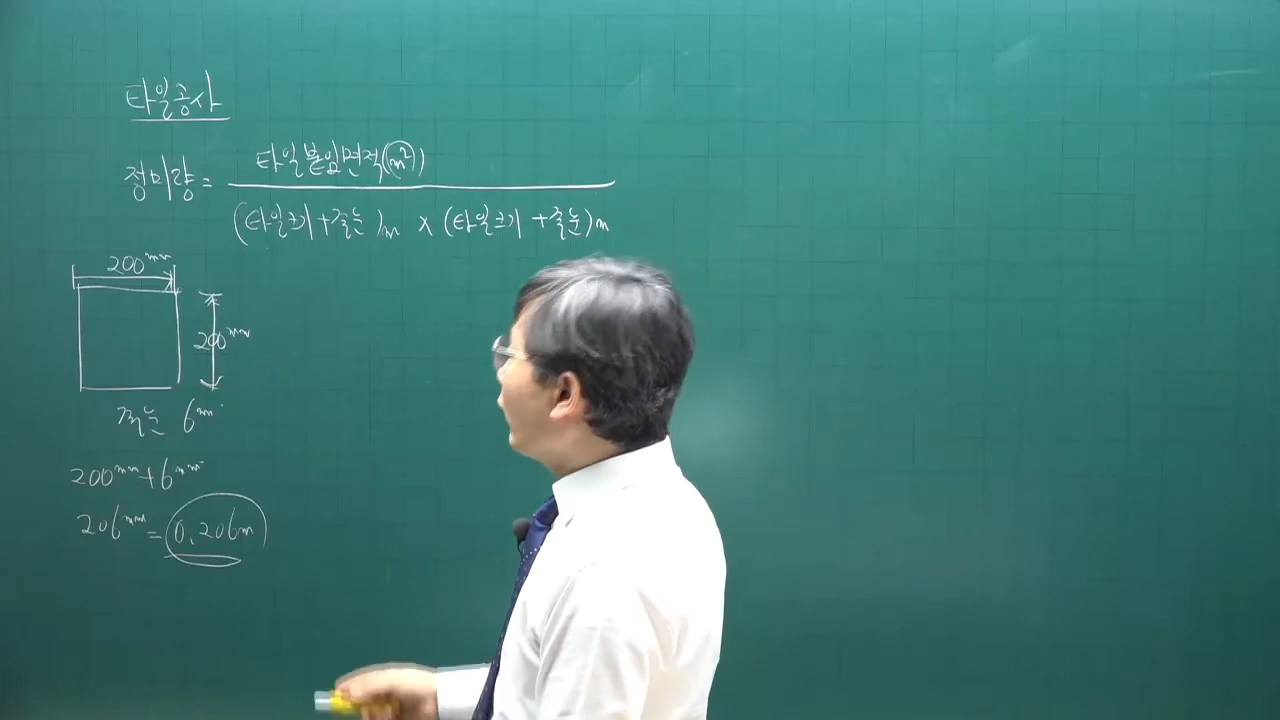 타일공사
정미량 = 타일붙임면적(m²)
(타일크기+줄눈)m x (타일크기+줄눈)m
200mm
200mm
줄눈 6mm
200mm+6mm
206mm = 0.206m